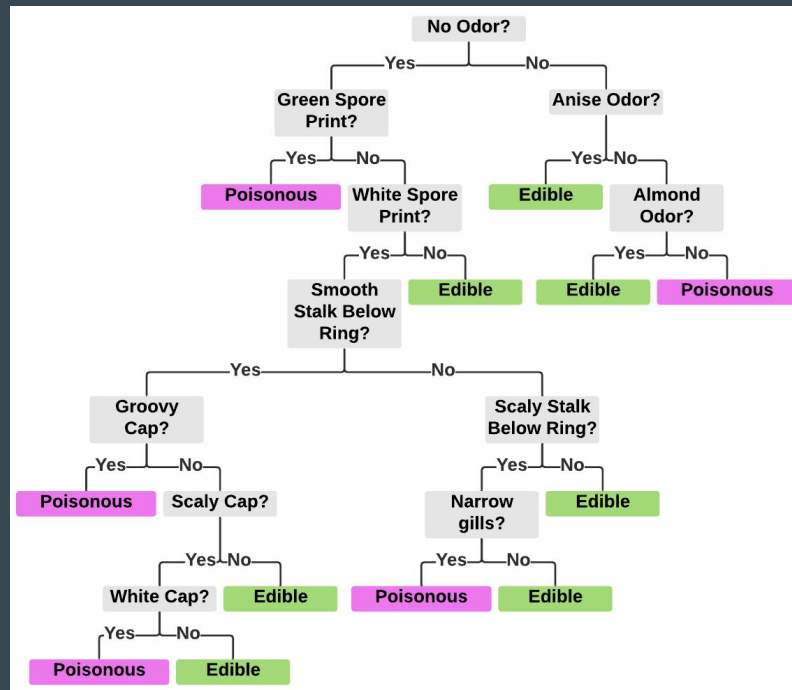 No Odor?
Yes No
Green Spore
Print?
Anise Odor?
Yes No
Yes No
Poisonous
White Spore
Print?
Edible
Almond
Odor?
Yes No
Yes No
Smooth
Stalk Below
Ring?
Edible
Edible
Poisonous
Yes No
Groovy
Cap?
Scaly Stalk
Below Ring?
Yes No
Yes No
Poisonous
Scaly Cap?
Narrow
gills?
Edible
Yes No
Yes No
White Cap?
Edible
Poisonous
Edible
Yes No
Poisonous
Edible